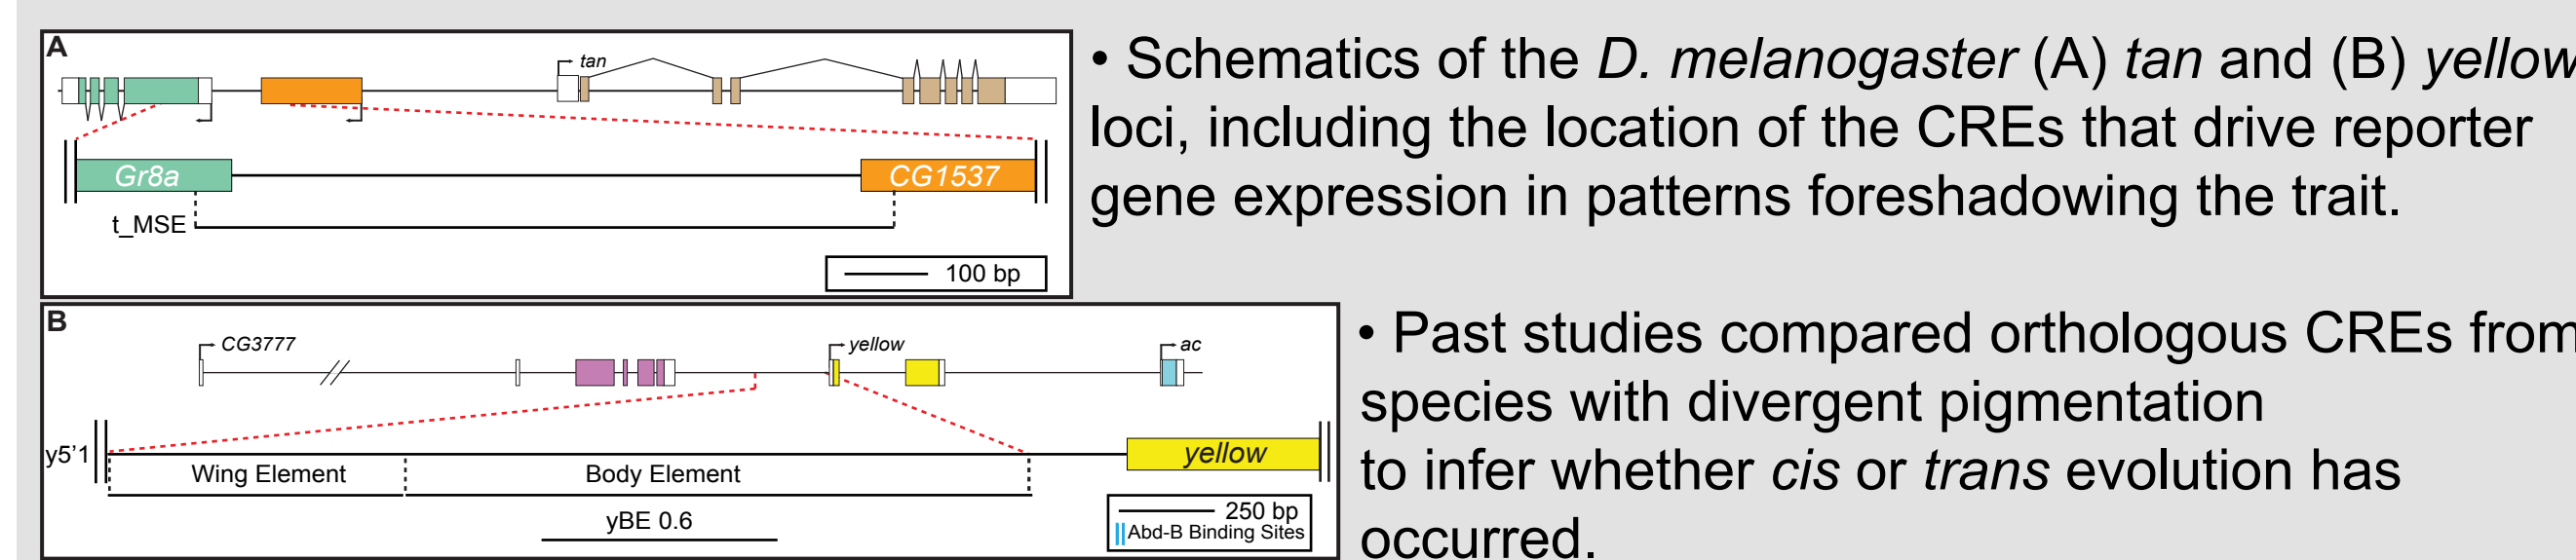 A
tan
Gr8a
CG1537
t_MSE
100 bp
• Schematics of the D. melanogaster (A) tan and (B) yellow
loci, including the location of the CREs that drive reporter
gene expression in patterns foreshadowing the trait.
B
CG3777
yellow
ac
y5'1
yellow
Wing Element
Body Element
yBE 0.6
250 bp
Abd-B Binding Sites
• Past studies compared orthologous CREs from
species with divergent pigmentation
to infer whether cis or trans evolution has
occurred.